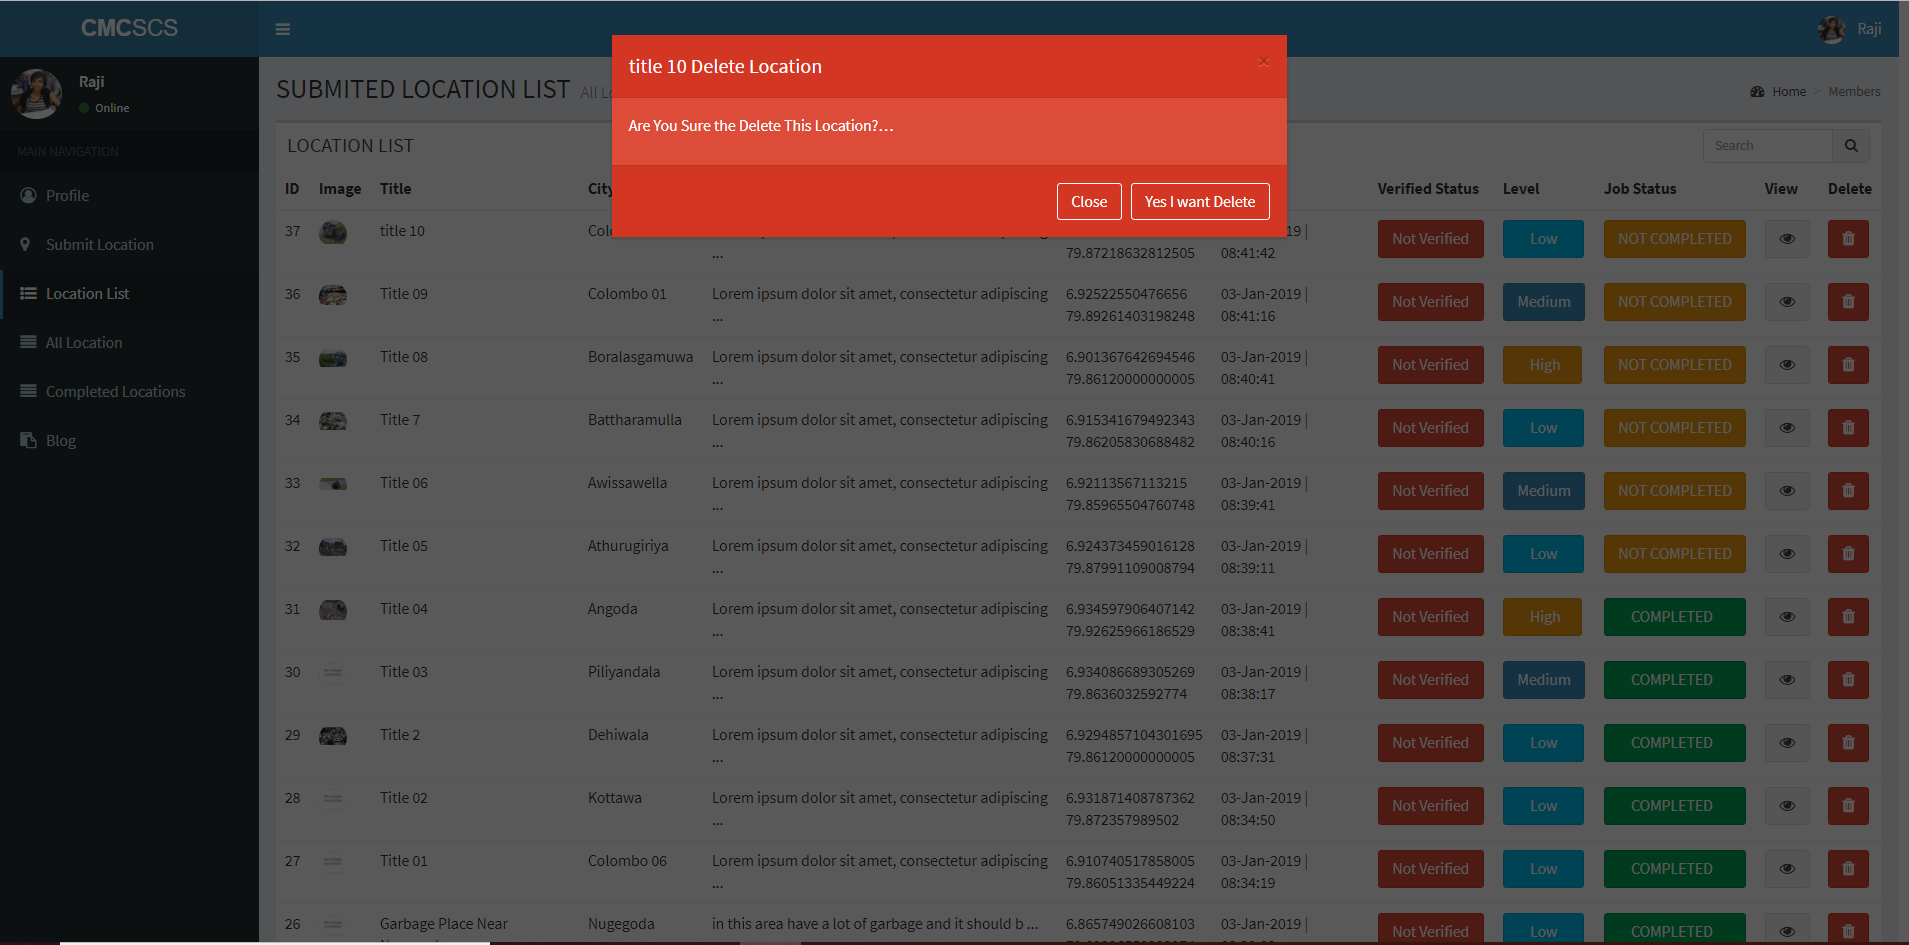 CMCSCS
Raji
Raji
Online
MAIN NAVIGATION
Profile
Submit Location
Location List
All Location
Completed Locations
Blog
title 10 Delete Location
×
Are You Sure the Delete This Location?...
Close
Yes I want Delete
SUBMITED LOCATION LIST All Lo
Home > Members
LOCATION LIST
Search
ID Image Title City Verified Status Level Job Status View Delete
37 title 10 Colo 19 | Not Verified Low NOT COMPLETED
... 79.87218632812505 08:41:42
36 Title 09 Colombo 01 Lorem ipsum dolor sit amet, consectetur adipiscing 6.92522550476656 03-Jan-2019 | Not Verified Medium NOT COMPLETED
... 79.89261403198248 08:41:16
35 Title 08 Boralasgamuwa Lorem ipsum dolor sit amet, consectetur adipiscing 6.901367642694546 03-Jan-2019 | Not Verified High NOT COMPLETED
... 79.86120000000005 08:40:41
34 Title 7 Battharamulla Lorem ipsum dolor sit amet, consectetur adipiscing 6.915341679492343 03-Jan-2019 | Not Verified Low NOT COMPLETED
... 79.86205830688482 08:40:16
33 Title 06 Awissawella Lorem ipsum dolor sit amet, consectetur adipiscing 6.92113567113215 03-Jan-2019 | Not Verified Medium NOT COMPLETED
... 79.85965504760748 08:39:41
32 Title 05 Athurugiriya Lorem ipsum dolor sit amet, consectetur adipiscing 6.924373459016128 03-Jan-2019 | Not Verified Low NOT COMPLETED
... 79.87991109008794 08:39:11
31 Title 04 Angoda Lorem ipsum dolor sit amet, consectetur adipiscing 6.934597906407142 03-Jan-2019 | Not Verified High COMPLETED
... 79.92625966186529 08:38:41
30 Title 03 Piliyandala Lorem ipsum dolor sit amet, consectetur adipiscing 6.934086689305269 03-Jan-2019 | Not Verified Medium COMPLETED
... 79.8636032592774 08:38:17
29 Title 2 Dehiwala Lorem ipsum dolor sit amet, consectetur adipiscing 6.9294857104301695 03-Jan-2019 | Not Verified Low COMPLETED
... 79.86120000000005 08:37:31
28 Title 02 Kottawa Lorem ipsum dolor sit amet, consectetur adipiscing 6.931871408787362 03-Jan-2019 | Not Verified Low COMPLETED
... 79.872357989502 08:34:50
27 Title 01 Colombo 06 Lorem ipsum dolor sit amet, consectetur adipiscing 6.910740517858005 03-Jan-2019 | Not Verified Low COMPLETED
... 79.86051335449224 08:34:19
26 Garbage Place Near Nugegoda in this area have a lot of garbage and it should b ... 6.865749026608103 03-Jan-2019 | Not Verified Low COMPLETED